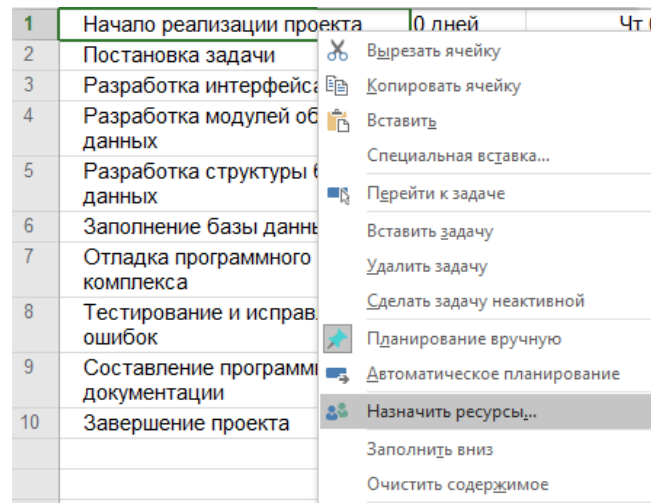 1 Начало реализации проекта 0 дней Чт
2 Постановка задачи
3 Разработка интерфейса
4 Разработка модулей об
данных
5 Разработка структуры
данных
6 Заполнение базы данны
7 Отладка программного
комплекса
8 Тестирование и исправ
ошибок
9 Составление программ
документации
10 Завершение проекта
Вырезать ячейку
Копировать ячейку
Вставить
Специальная вставка...
Перейти к задаче
Вставить задачу
Удалить задачу
Сделать задачу неактивной
Планирование вручную
Автоматическое планирование
Назначить ресурсы...
Заполнить вниз
Очистить содержимое